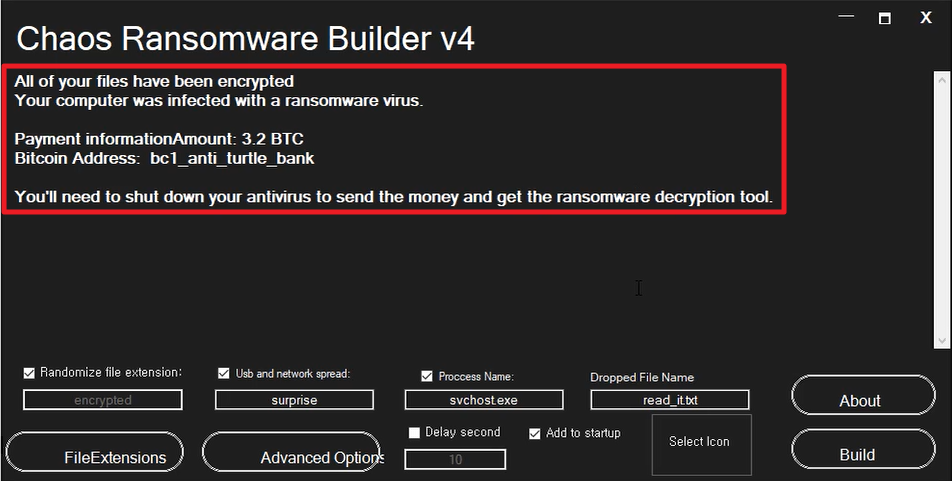 Chaos Ransomware Builder v4
X
All of your files have been encrypted
Your computer was infected with a ransomware virus.
Payment informationAmount: 3.2 BTC
Bitcoin Address:  bc1_anti_turtle_bank
You'll need to shut down your antivirus to send the money and get the ransomware decryption tool.
Randomize file extension:
Usb and network spread:
Proccess Name:
Dropped File Name
encrypted
surprise
svchost.exe
read_it.txt
About
FileExtensions
Advanced Options
Delay second
10
Add to startup
Select Icon
Build